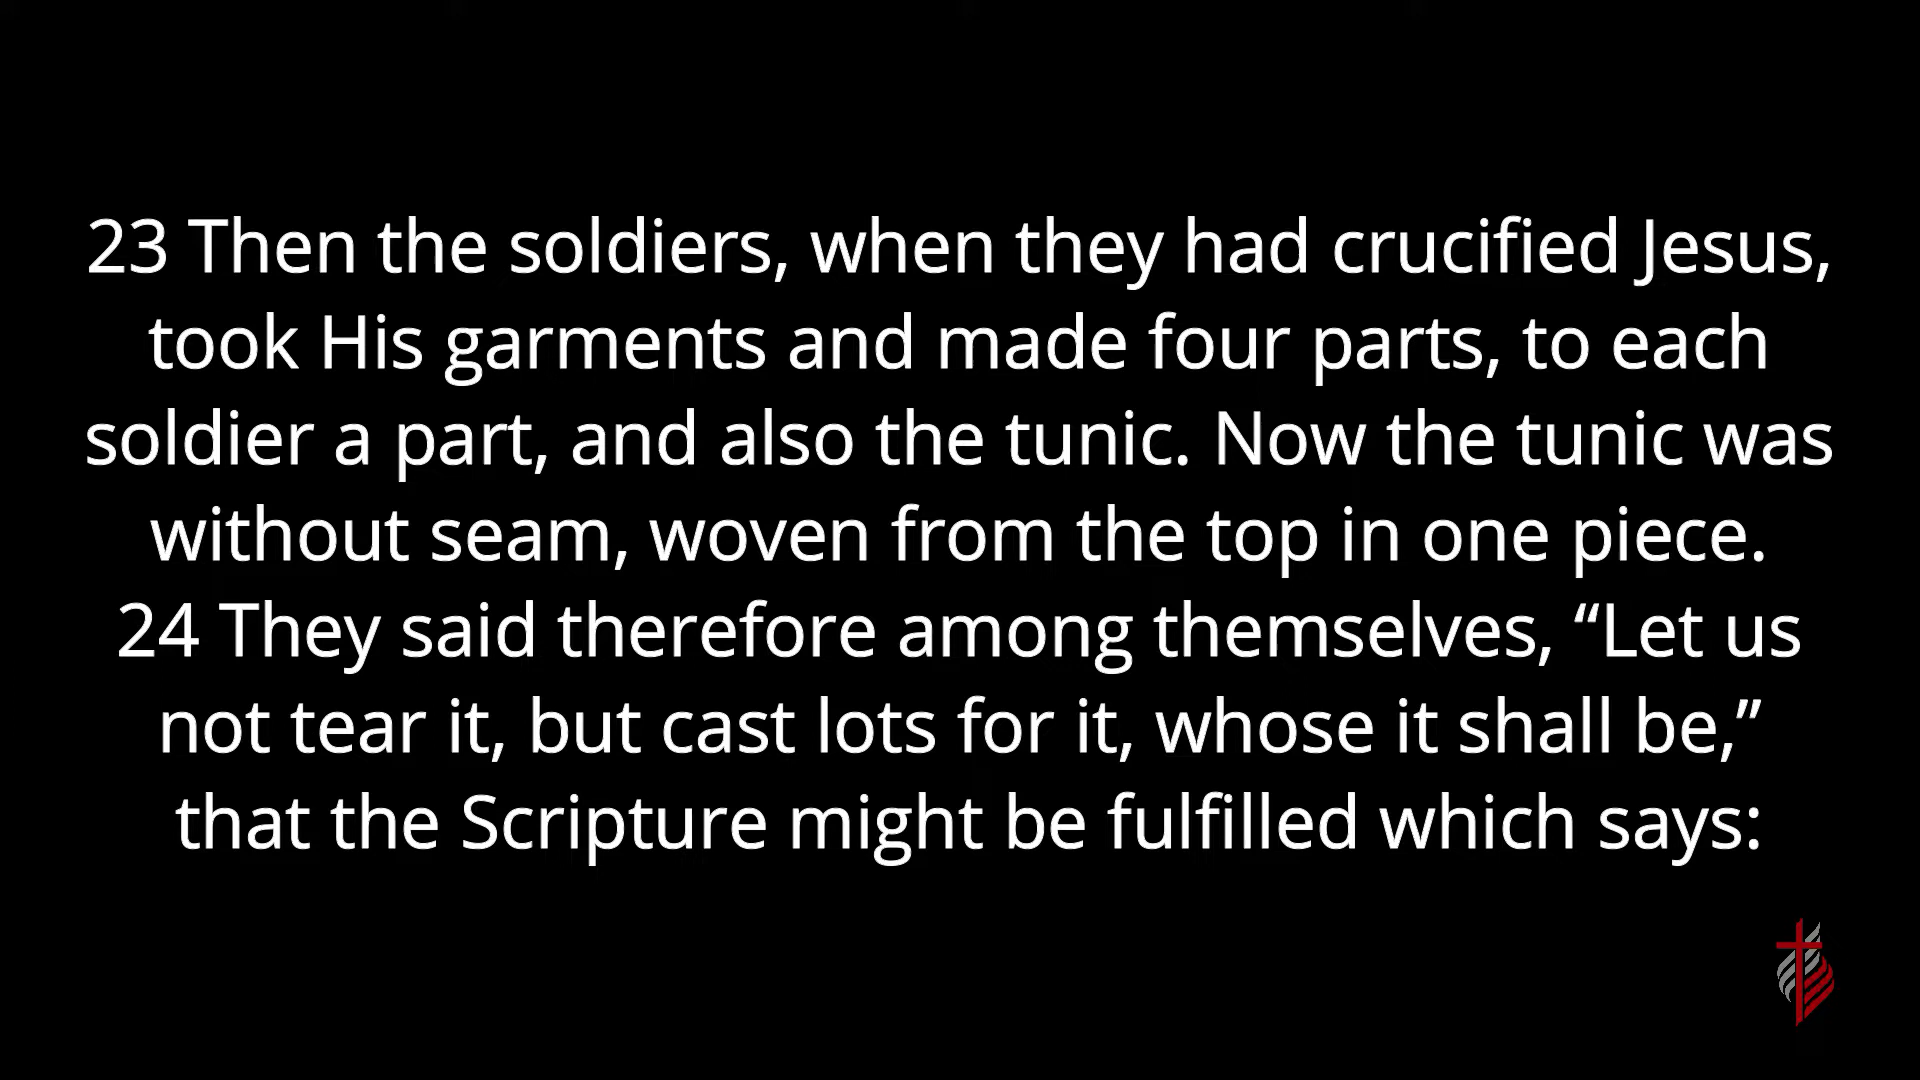 23 Then the soldiers, when they had crucified Jesus,
took His garments and made four parts, to each
soldier a part, and also the tunic. Now the tunic was
without seam, woven from the top in one piece.
24 They said therefore among themselves, “Let us
not tear it, but cast lots for it, whose it shall be,”
that the Scripture might be fulfilled which says: